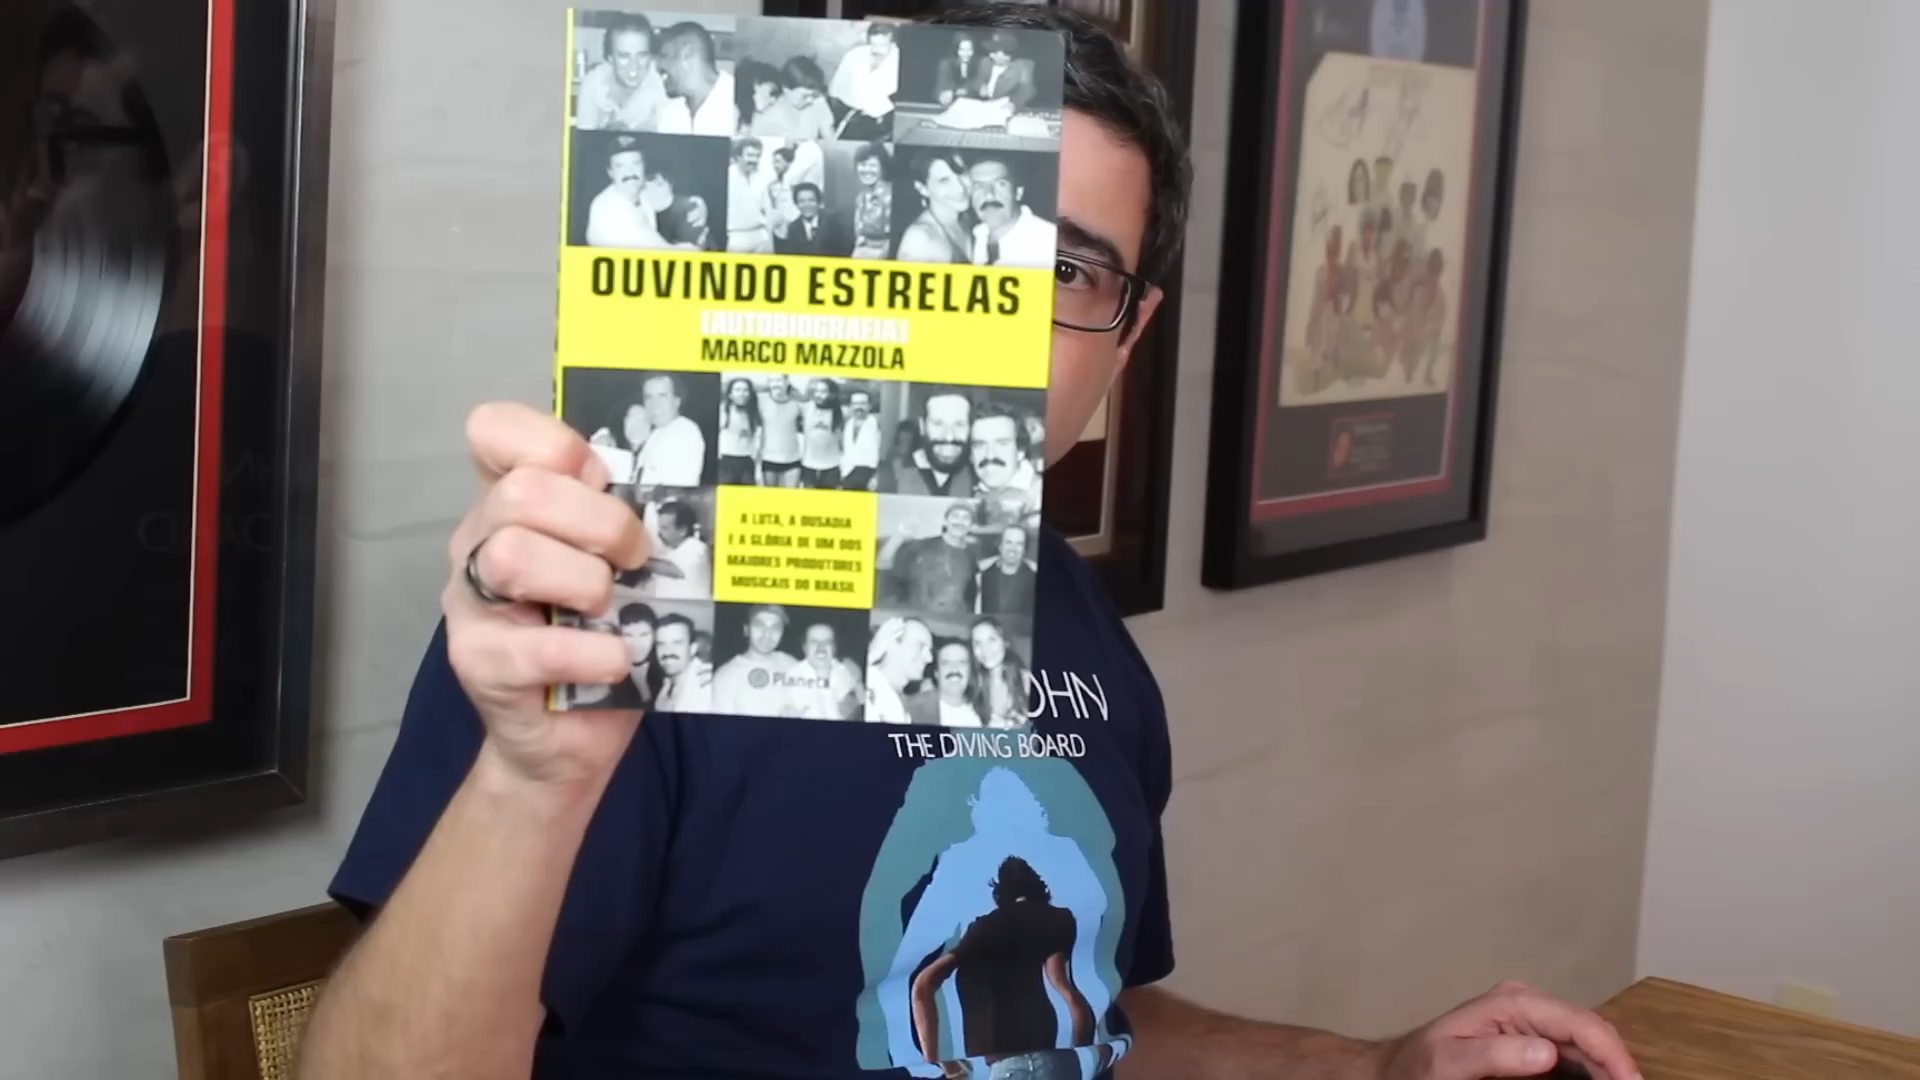 OUVINDO ESTRELAS
[AUTOBIOGRAFIA]
MARCO MAZZOLA
A LUTA, A OUSADIA
E A GLÓRIA DE UM DOS
MAIORES PRODUTORES
MUSICAIS DO BRASIL
Planeta
OHN
THE DIVING BOARD